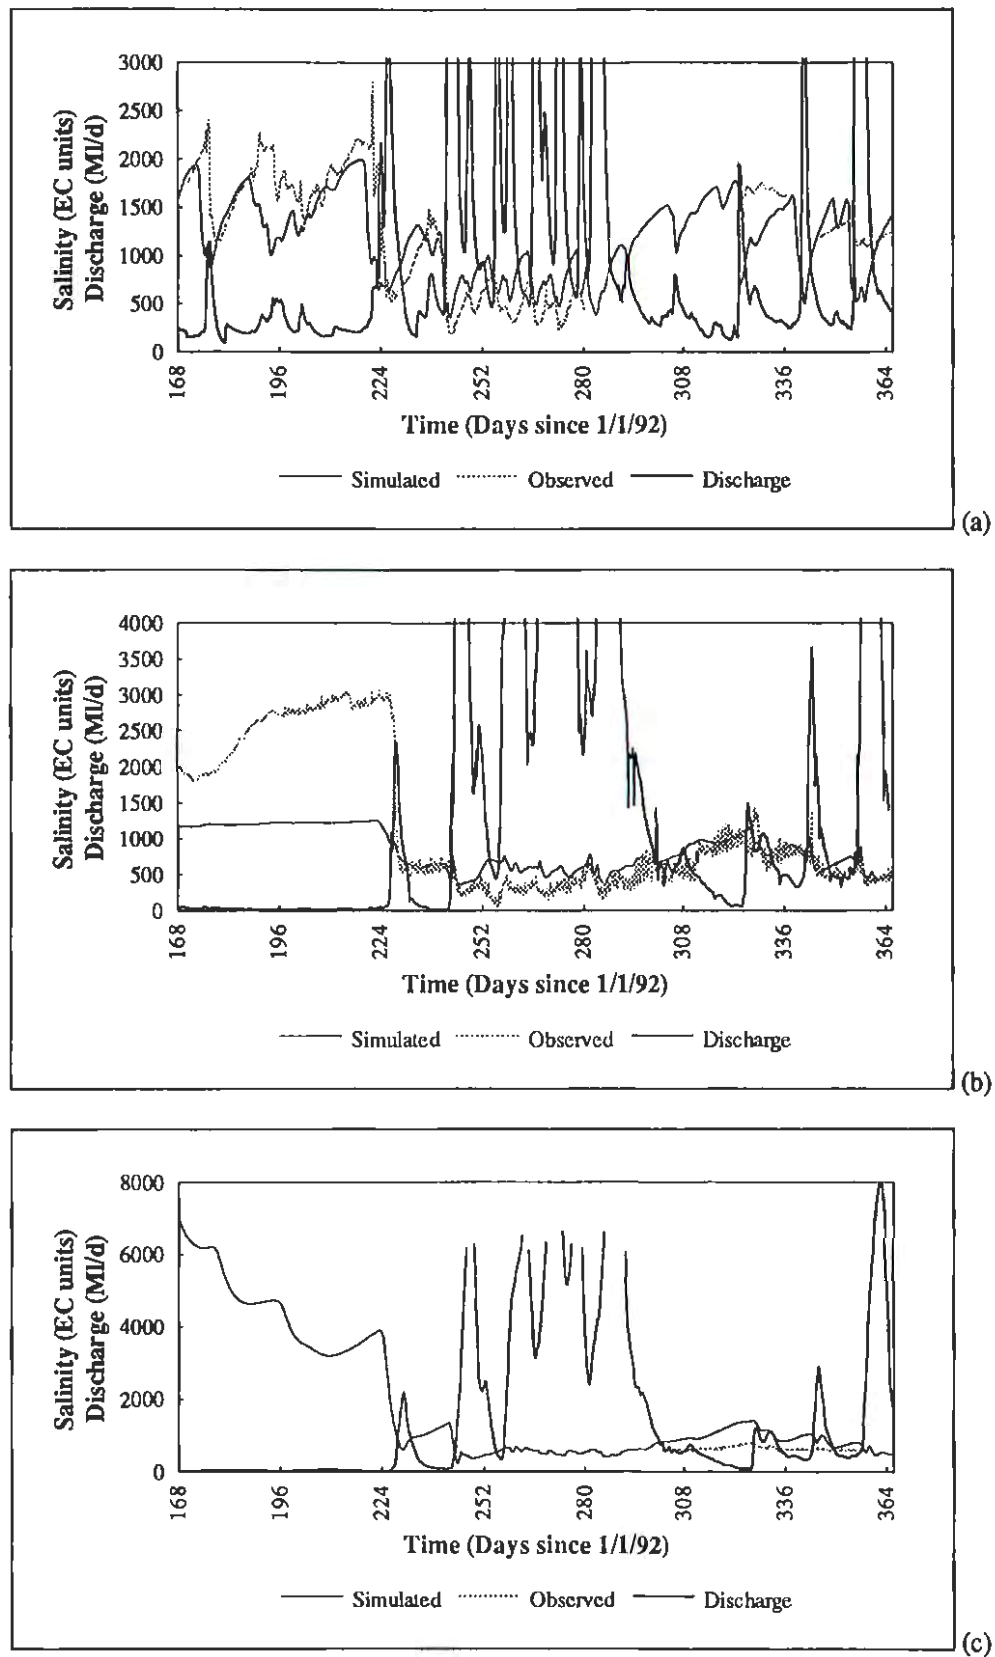 3000
2500
2000
1500
1000
500
0
Salinity (EC units)
Discharge (Ml/d)
168 196 224 252 280 308 336 364
Time (Days since 1/1/92)
Simulated Observed Discharge
(a)
4000
3500
3000
2500
2000
1500
1000
500
0
Salinity (EC units)
Discharge (Ml/d)
168 196 224 252 280 308 336 364
Time (Days since 1/1/92)
Simulated Observed Discharge
(b)
8000
6000
4000
2000
0
Salinity (EC units)
Discharge (Ml/d)
168 196 224 252 280 308 336 364
Time (Days since 1/1/92)
Simulated Observed Discharge
(c)